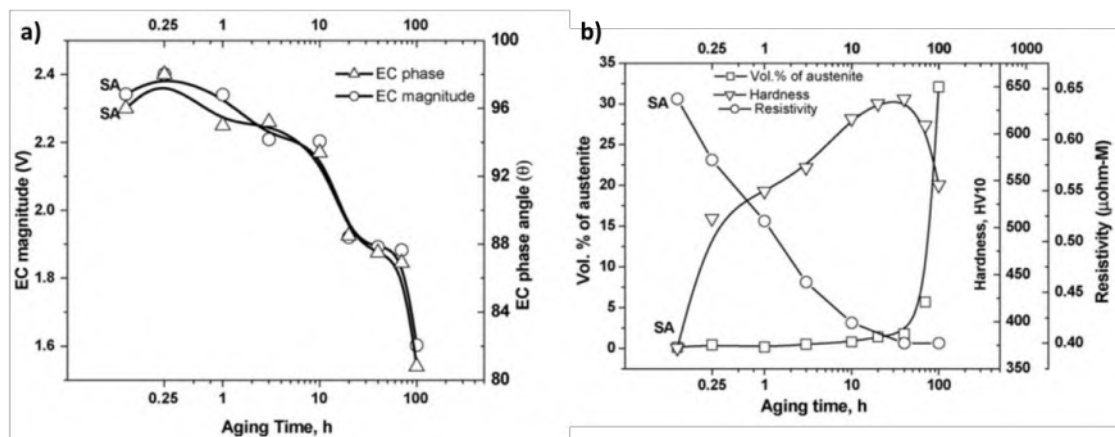 a)
0.25 1 10 100
EC phase
EC magnitude
SA
SA
2.4
2.2
2.0
1.8
1.6
EC magnitude (V)
100
96
92
88
84
80
EC phase angle (θ)
0.25 1 10 100
Aging Time, h
b)
0.25 1 10 100 1000
Vol.% of austenite
Hardness
Resistivity
SA
SA
35
30
25
20
15
10
5
0
Vol. % of austenite
650
600
550
500
450
400
350
Hardness, HV10
0.65
0.60
0.55
0.50
0.45
0.40
Resistivity (μohm-M)
0.25 1 10 100
Aging time, h